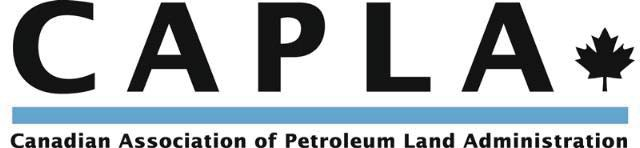 CAPLA
Canadian Association of Petroleum Land Administration